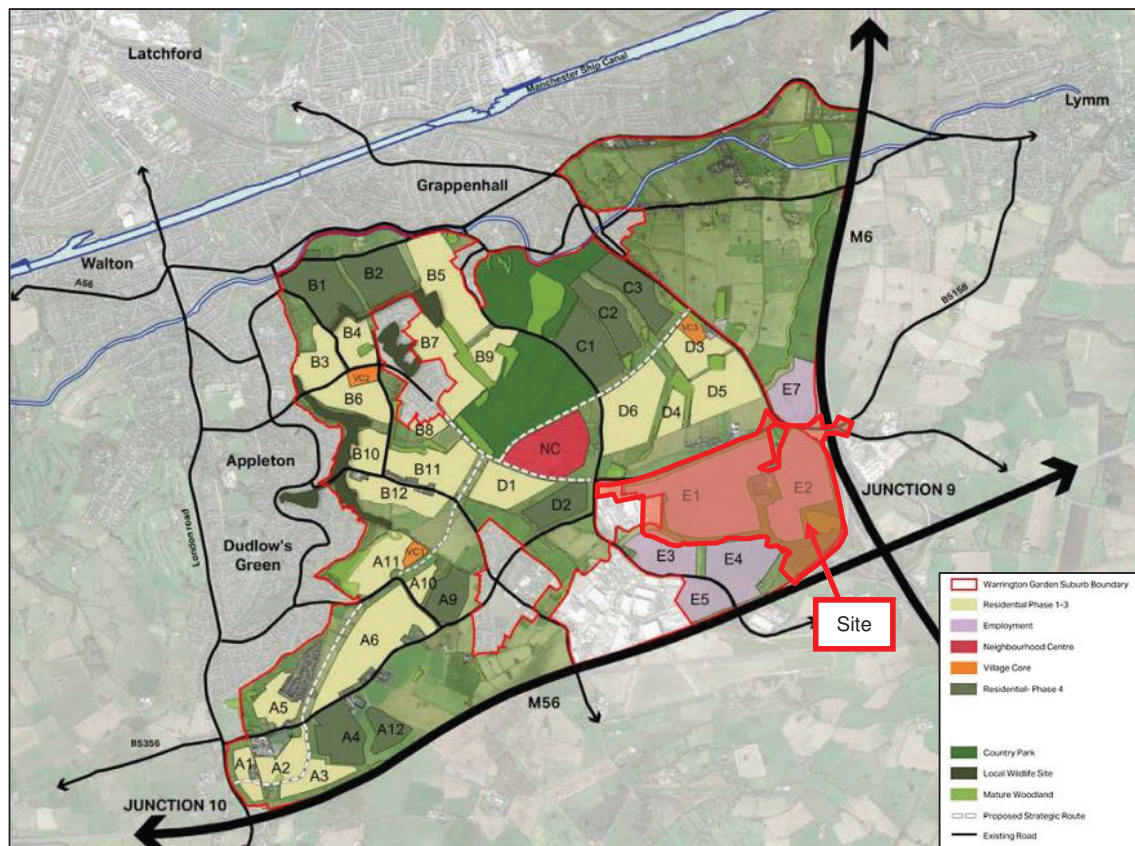 Latchford
Manchester Ship Canal
Lymm
Grappenhall
M6
Walton
A56
B5158
B1
B2
B5
C3
C2
VC3
B4
B7
C1
D3
B3
B9
VC2
D5
E7
B6
D6
D4
B8
NC
B10
Appleton
B11
E1
E2
JUNCTION 9
B12
D1
D2
London road
Dudlow's
Green
VC1
A11
E3
E4
A10
A9
E5
Site
A6
M56
A5
A4
A12
B5356
A1
A2
A3
JUNCTION 10
Warrington Garden Suburb Boundary
Residential Phase 1-3
Employment
Neighbourhood Centre
Village Core
Residential- Phase 4
Country Park
Local Wildlife Site
Mature Woodland
Proposed Strategic Route
Existing Road